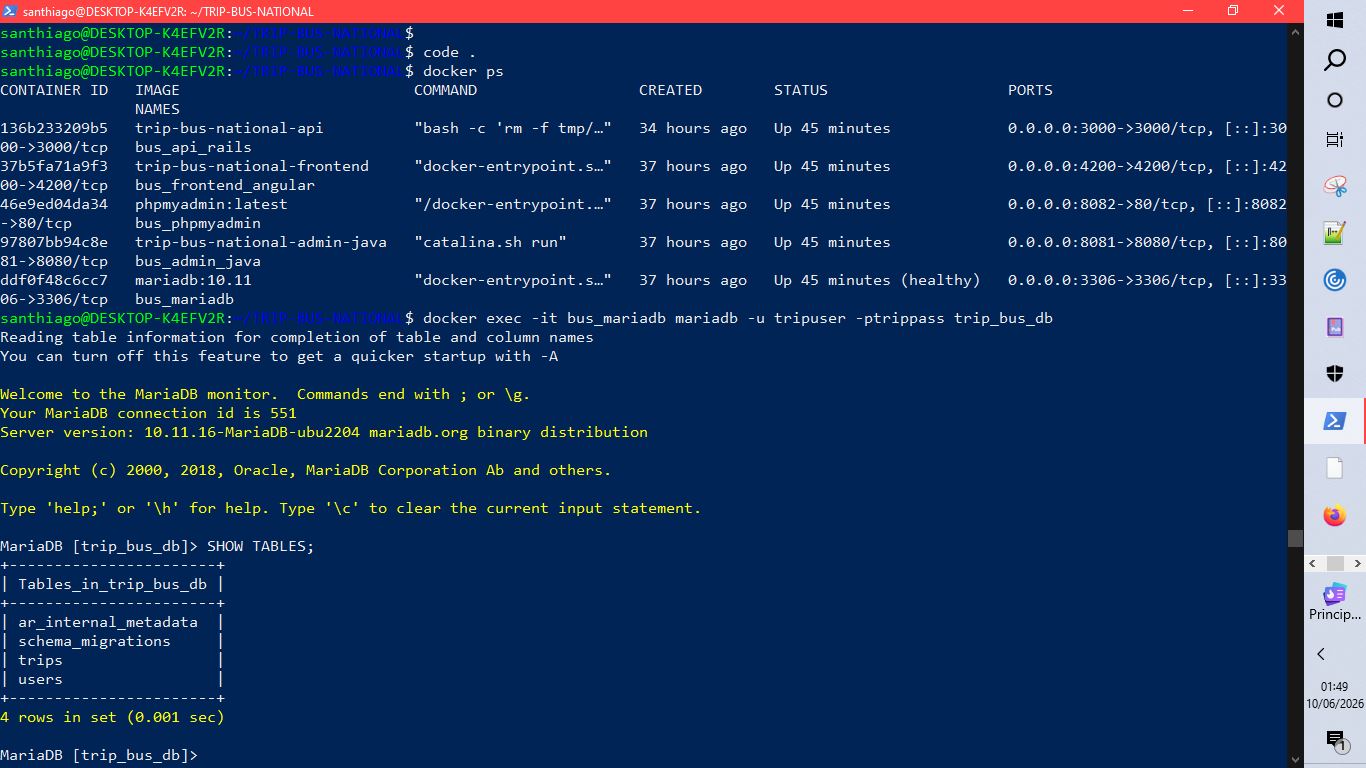 santhiago@DESKTOP-K4EFV2R: ~/TRIP-BUS-NATIONAL
santhiago@DESKTOP-K4EFV2R:~/TRIP-BUS-NATIONAL$
santhiago@DESKTOP-K4EFV2R:~/TRIP-BUS-NATIONAL$ code .
santhiago@DESKTOP-K4EFV2R:~/TRIP-BUS-NATIONAL$ docker ps
CONTAINER ID   IMAGE                          COMMAND                  CREATED        STATUS                    PORTS
               NAMES
136b233209b5   trip-bus-national-api          "bash -c 'rm -f tmp/…"   34 hours ago   Up 45 minutes             0.0.0.0:3000->3000/tcp, [::]:30
00->3000/tcp   bus_api_rails
37b5fa71a9f3   trip-bus-national-frontend     "docker-entrypoint.s…"   37 hours ago   Up 45 minutes             0.0.0.0:4200->4200/tcp, [::]:42
00->4200/tcp   bus_frontend_angular
46e9ed04da34   phpmyadmin:latest              "/docker-entrypoint.…"   37 hours ago   Up 45 minutes             0.0.0.0:8082->80/tcp, [::]:8082
->80/tcp       bus_phpmyadmin
97807bb94c8e   trip-bus-national-admin-java   "catalina.sh run"        37 hours ago   Up 45 minutes             0.0.0.0:8081->8080/tcp, [::]:80
81->8080/tcp   bus_admin_java
ddf0f48c6cc7   mariadb:10.11                  "docker-entrypoint.s…"   37 hours ago   Up 45 minutes (healthy)   0.0.0.0:3306->3306/tcp, [::]:33
06->3306/tcp   bus_mariadb
santhiago@DESKTOP-K4EFV2R:~/TRIP-BUS-NATIONAL$ docker exec -it bus_mariadb mariadb -u tripuser -ptrippass trip_bus_db
Reading table information for completion of table and column names
You can turn off this feature to get a quicker startup with -A
Welcome to the MariaDB monitor.  Commands end with ; or \g.
Your MariaDB connection id is 551
Server version: 10.11.16-MariaDB-ubu2204 mariadb.org binary distribution
Copyright (c) 2000, 2018, Oracle, MariaDB Corporation Ab and others.
Type 'help;' or '\h' for help. Type '\c' to clear the current input statement.
MariaDB [trip_bus_db]> SHOW TABLES;
+-----------------------+
| Tables_in_trip_bus_db |
+-----------------------+
| ar_internal_metadata  |
| schema_migrations     |
| trips                 |
| users                 |
+-----------------------+
4 rows in set (0.001 sec)
MariaDB [trip_bus_db]>
Princip...
01:49
10/06/2026
1